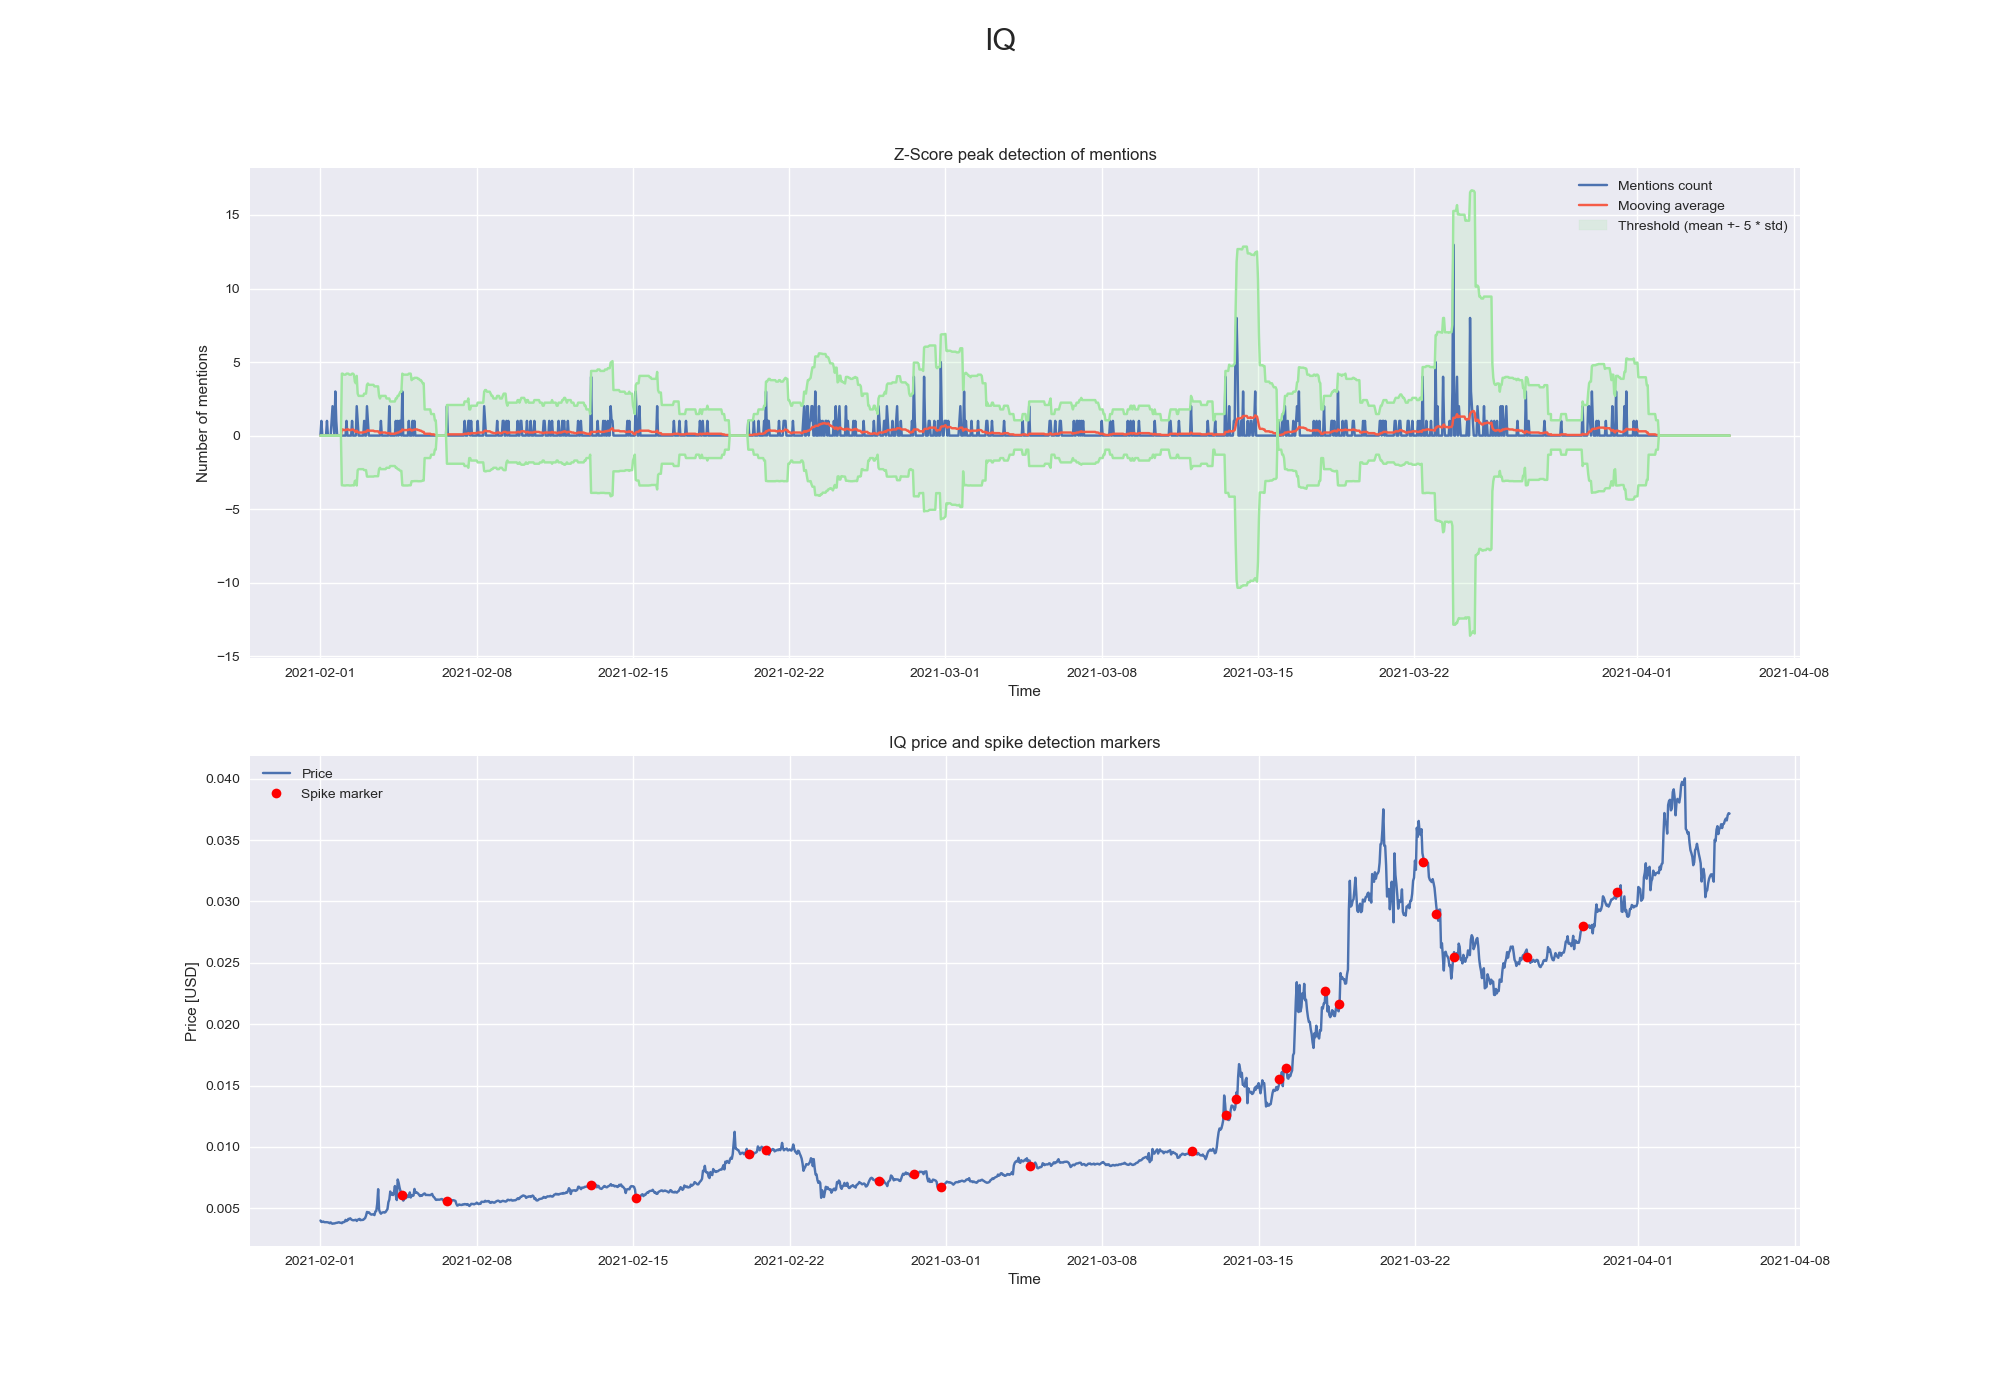 IQ
Z-Score peak detection of mentions
Mentions count
Mooving average
Threshold (mean +- 5 * std)
Number of mentions
15
10
5
0
−5
−10
−15
2021-02-01 2021-02-08 2021-02-15 2021-02-22 2021-03-01 2021-03-08 2021-03-15 2021-03-22 2021-04-01 2021-04-08
Time
IQ price and spike detection markers
Price
Spike marker
Price [USD]
0.040
0.035
0.030
0.025
0.020
0.015
0.010
0.005
2021-02-01 2021-02-08 2021-02-15 2021-02-22 2021-03-01 2021-03-08 2021-03-15 2021-03-22 2021-04-01 2021-04-08
Time